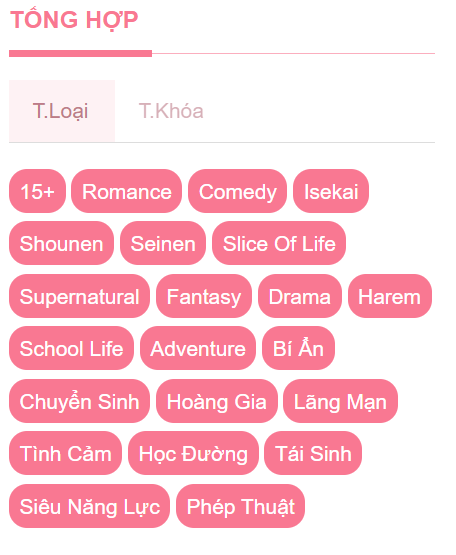 TỔNG HỢP
T.Loại T.Khóa
15+ Romance Comedy Isekai
Shounen Seinen Slice Of Life
Supernatural Fantasy Drama Harem
School Life Adventure Bí Ẩn
Chuyển Sinh Hoàng Gia Lãng Mạn
Tình Cảm Học Đường Tái Sinh
Siêu Năng Lực Phép Thuật